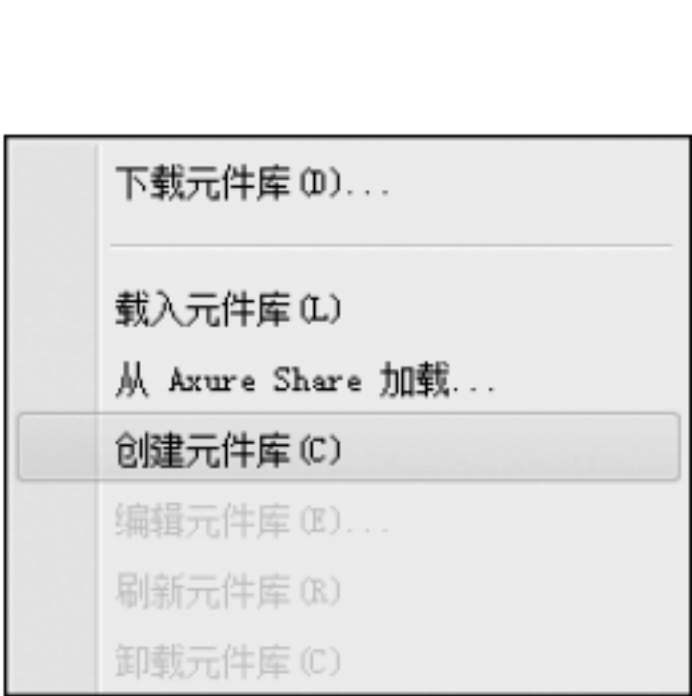 下载元件库(D)...
载入元件库(L)
从 Axure Share 加载...
创建元件库(C)
编辑元件库(E)...
刷新元件库(R)
卸载元件库(C)